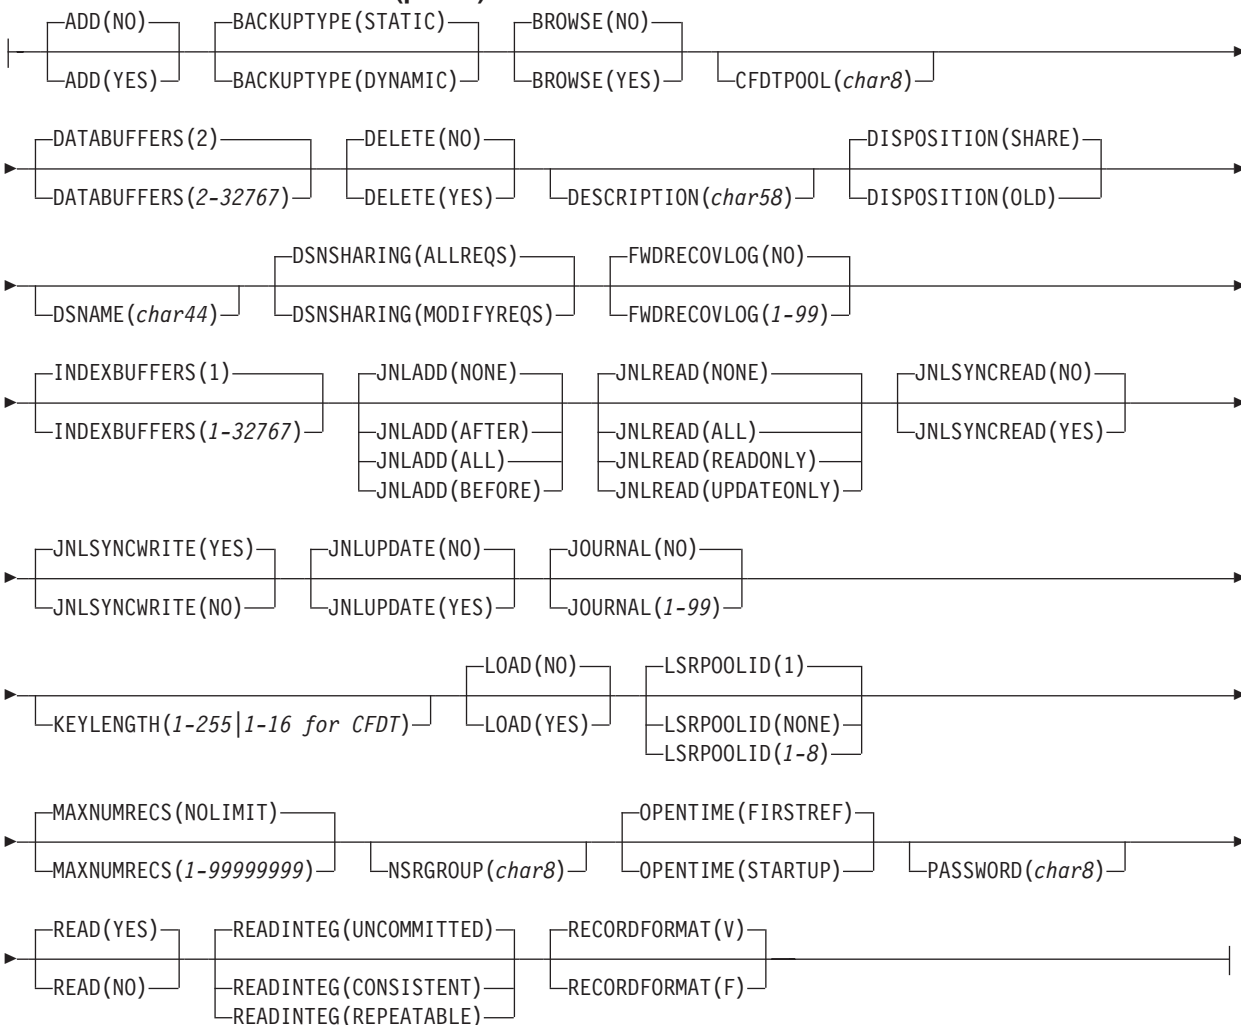 (p
ADD(NO) BACKUPTYPE(STATIC) BROWSE(NO)
ADD(YES) BACKUPTYPE(DYNAMIC) BROWSE(YES) CFDTPOOL(char8)
DATABUFFERS(2) DELETE(NO) DISPOSITION(SHARE)
DATABUFFERS(2-32767) DELETE(YES) DESCRIPTION(char58) DISPOSITION(OLD)
DSNSHARING(ALLREQS) FWDRECOVLOG(NO)
DSNAME(char44) DSNSHARING(MODIFYREQS) FWDRECOVLOG(1-99)
INDEXBUFFERS(1) JNLADD(NONE) JNLREAD(NONE) JNLSYNCREAD(NO)
INDEXBUFFERS(1-32767) JNLADD(AFTER) JNLREAD(ALL) JNLSYNCREAD(YES)
JNLADD(ALL) JNLREAD(READONLY)
JNLADD(BEFORE) JNLREAD(UPDATEONLY)
JNLSYNCWRITE(YES) JNLUPDATE(NO) JOURNAL(NO)
JNLSYNCWRITE(NO) JNLUPDATE(YES) JOURNAL(1-99)
LOAD(NO) LSRPOOLID(1)
KEYLENGTH(1-255|1-16 for CFDT) LOAD(YES) LSRPOOLID(NONE)
LSRPOOLID(1-8)
MAXNUMRECS(NOLIMIT) OPENTIME(FIRSTREF)
MAXNUMRECS(1-99999999) NSRGROUP(char8) OPENTIME(STARTUP) PASSWORD(char8)
READ(YES) READINTEG(UNCOMMITTED) RECORDFORMAT(V)
READ(NO) READINTEG(CONSISTENT) RECORDFORMAT(F)
READINTEG(REPEATABLE)